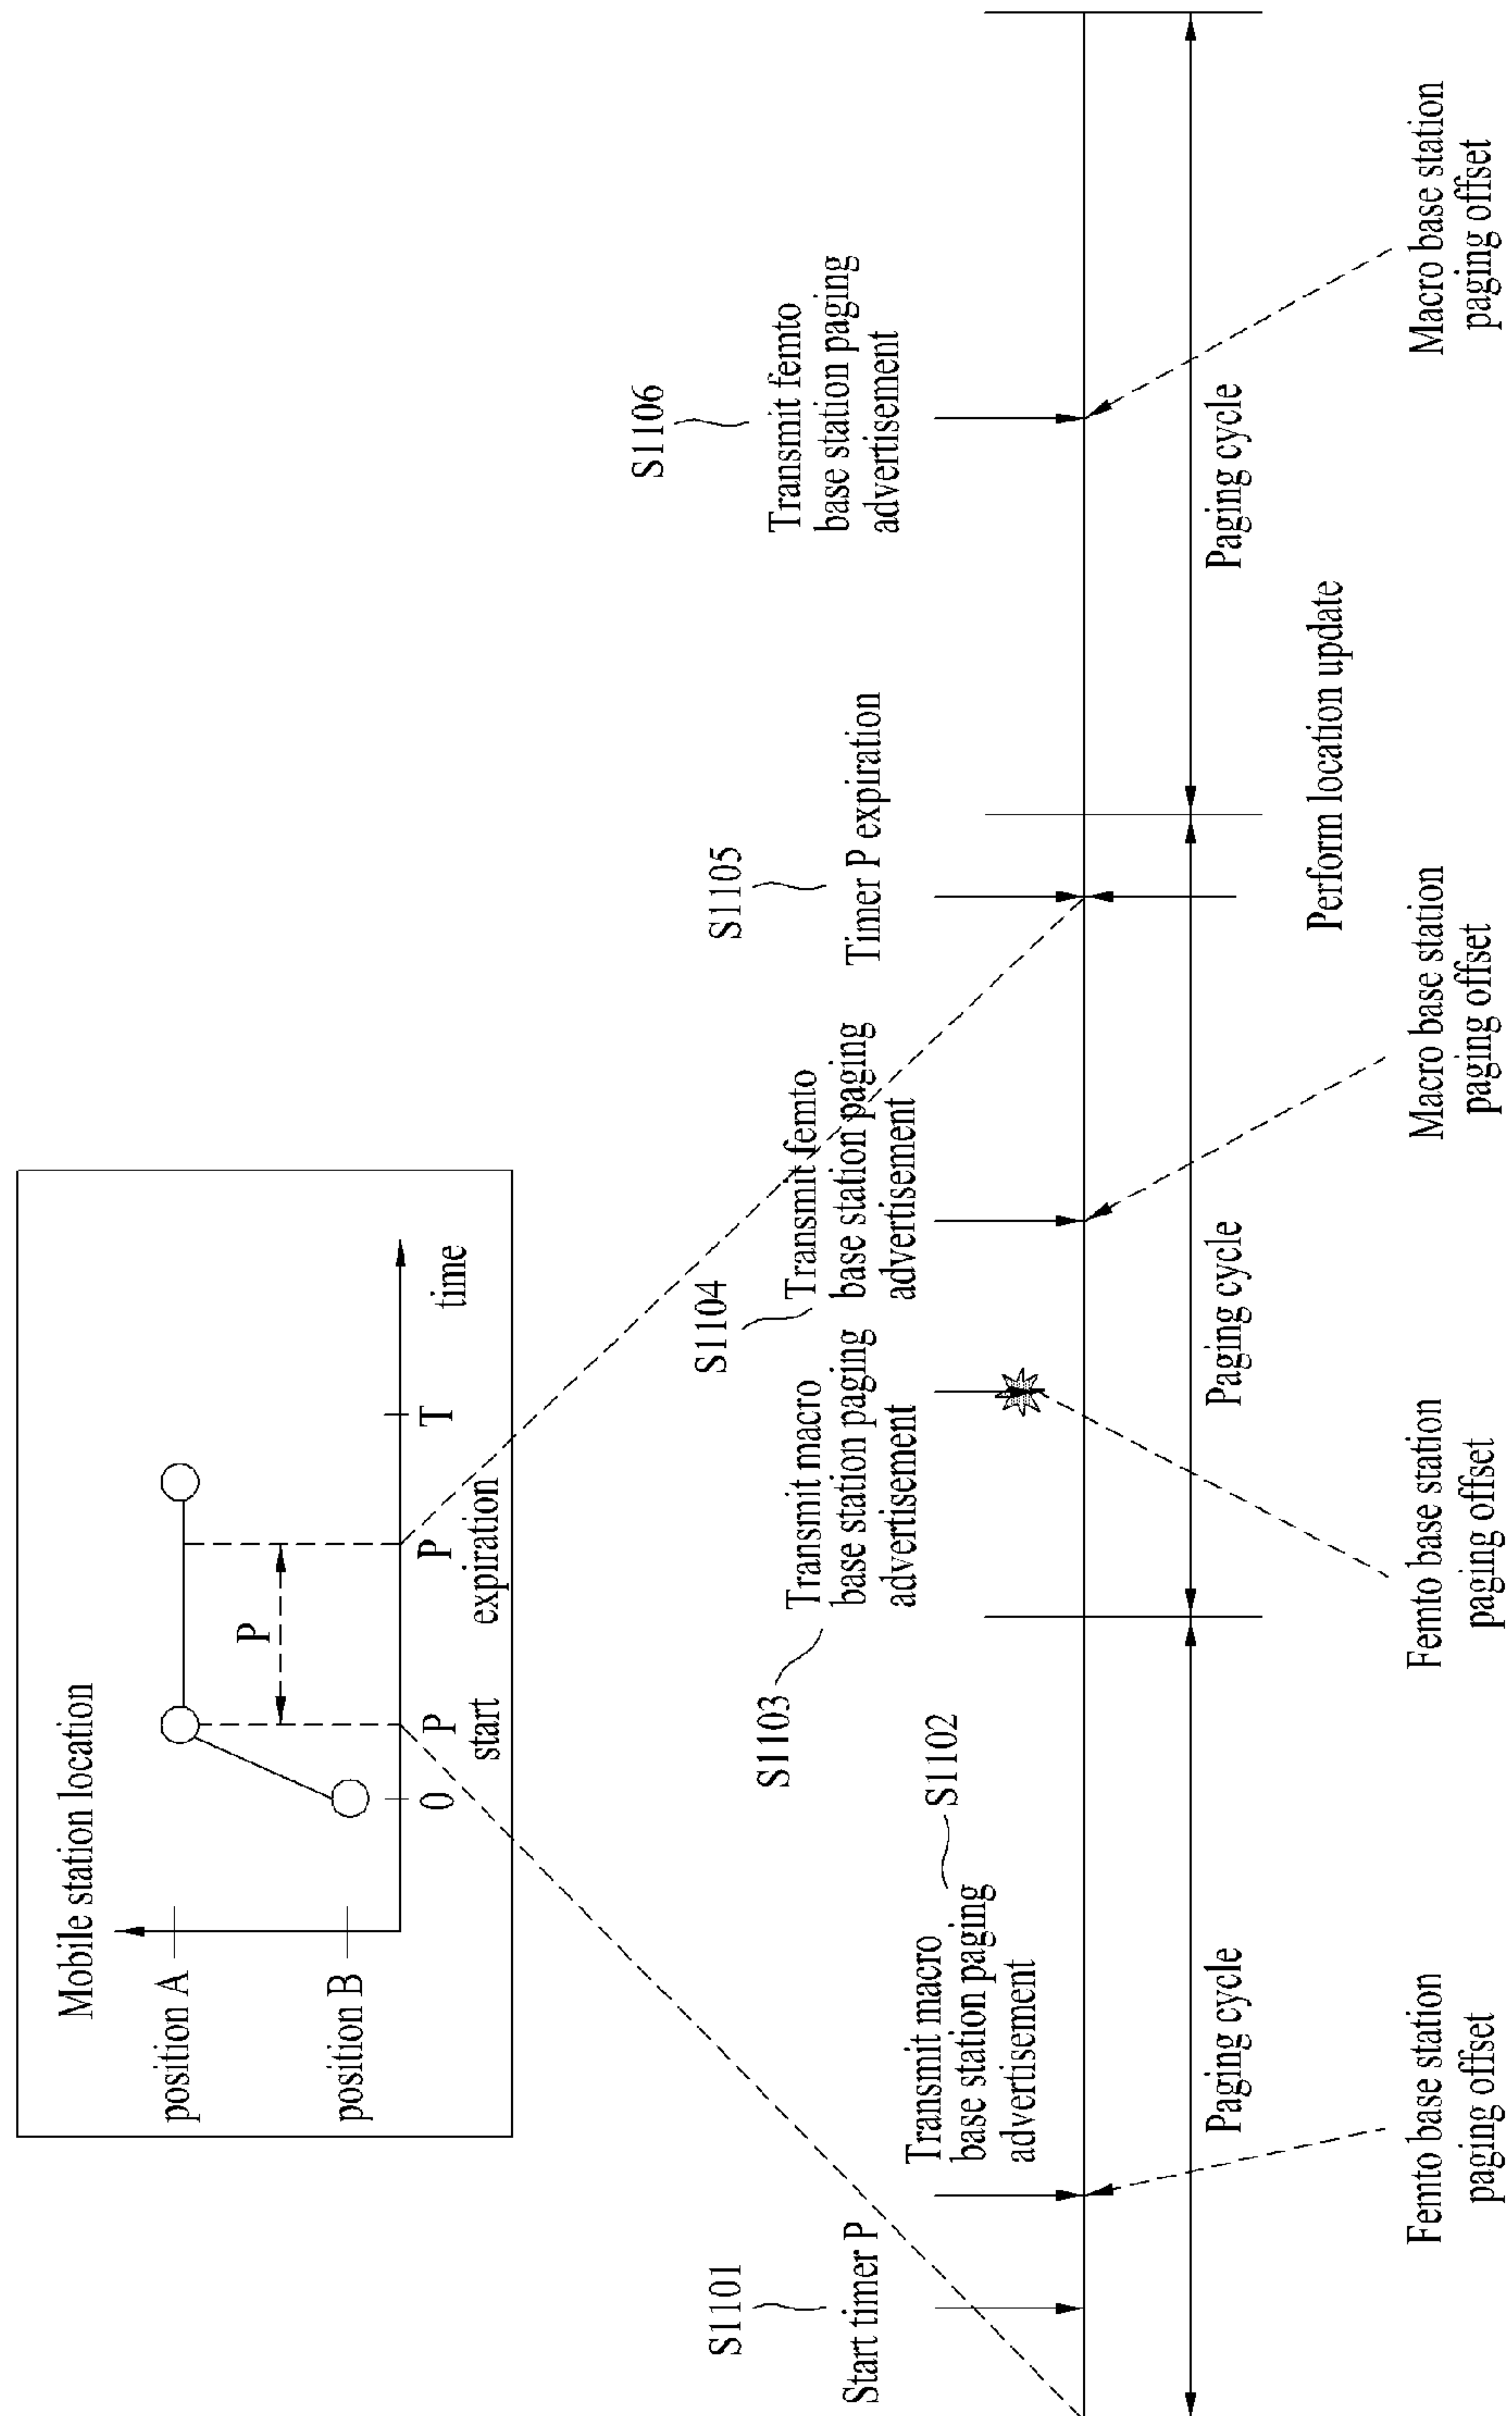 Mobile station location
position A
position B
P
0
P
start
P
expiration
T
time
S1101
Start timer P
S1102
Transmit macro
base station paging
advertisement
S1103
Transmit macro
base station paging
advertisement
S1104
Transmit femto
base station paging
advertisement
S1105
Timer P expiration
S1106
Transmit femto
base station paging
advertisement
Paging cycle
Paging cycle
Paging cycle
Perform location update
Femto base station
paging offset
Femto base station
paging offset
Macro base station
paging offset
Macro base station
paging offset